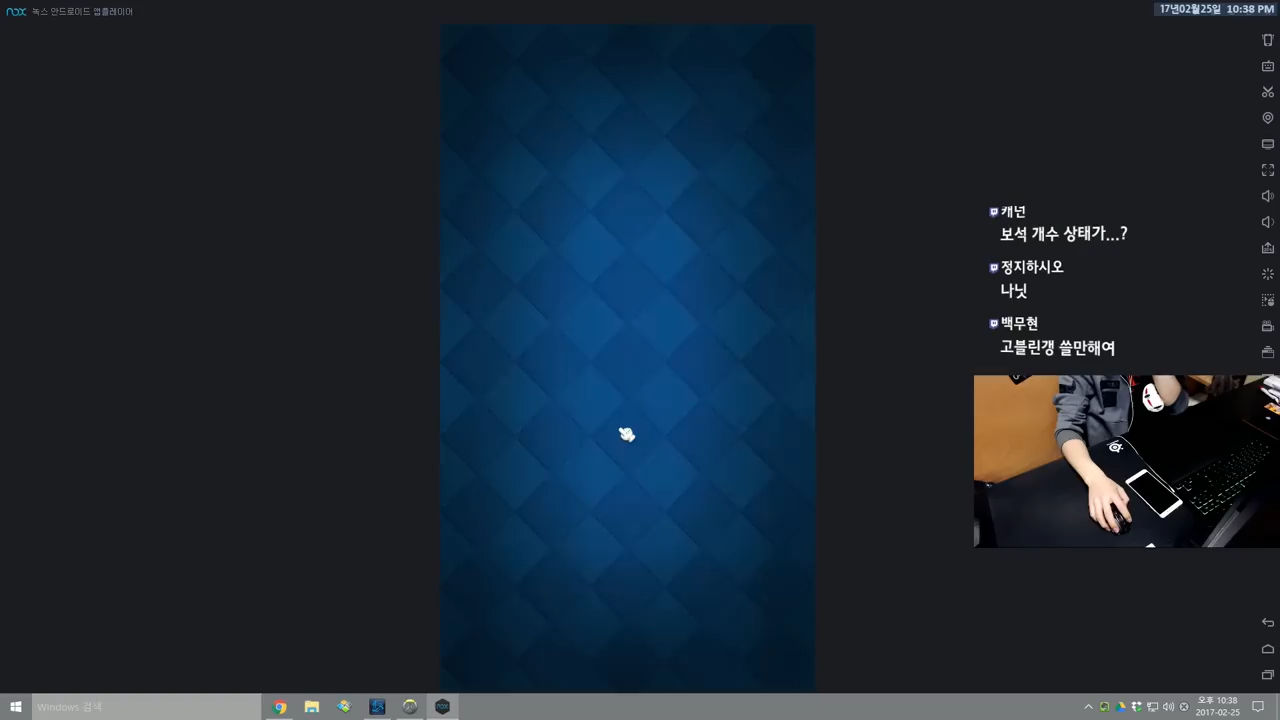 nox 녹스 안드로이드 앱플레이어
17년02월25일 10:38 PM
캐넌
보석 개수 상태가...?
정지하시오
나닛
백무현
고블린갱 쓸만해여
Windows 검색
nox
오후 10:38
2017-02-25